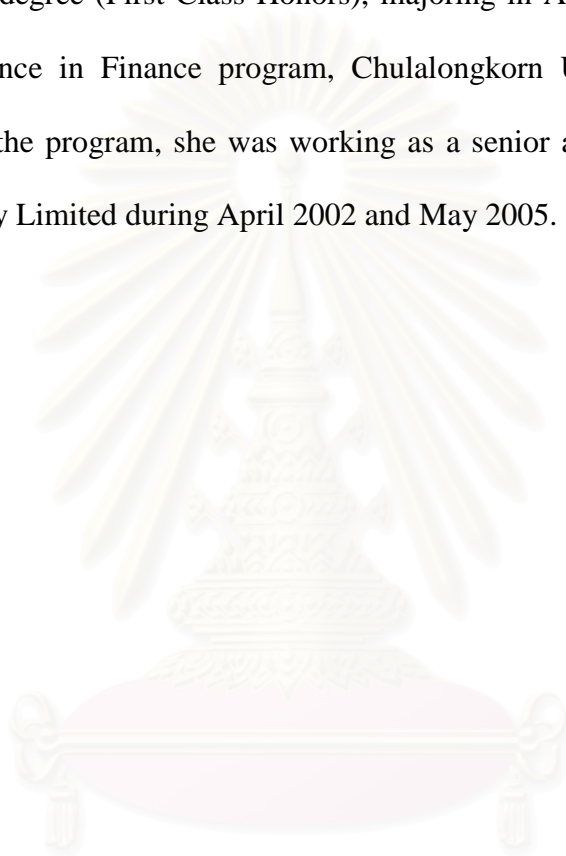 degree (First Class Honors), majoring in A
nce in Finance program, Chulalongkorn
the program, she was working as a senior a
y Limited during April 2002 and May 2005.